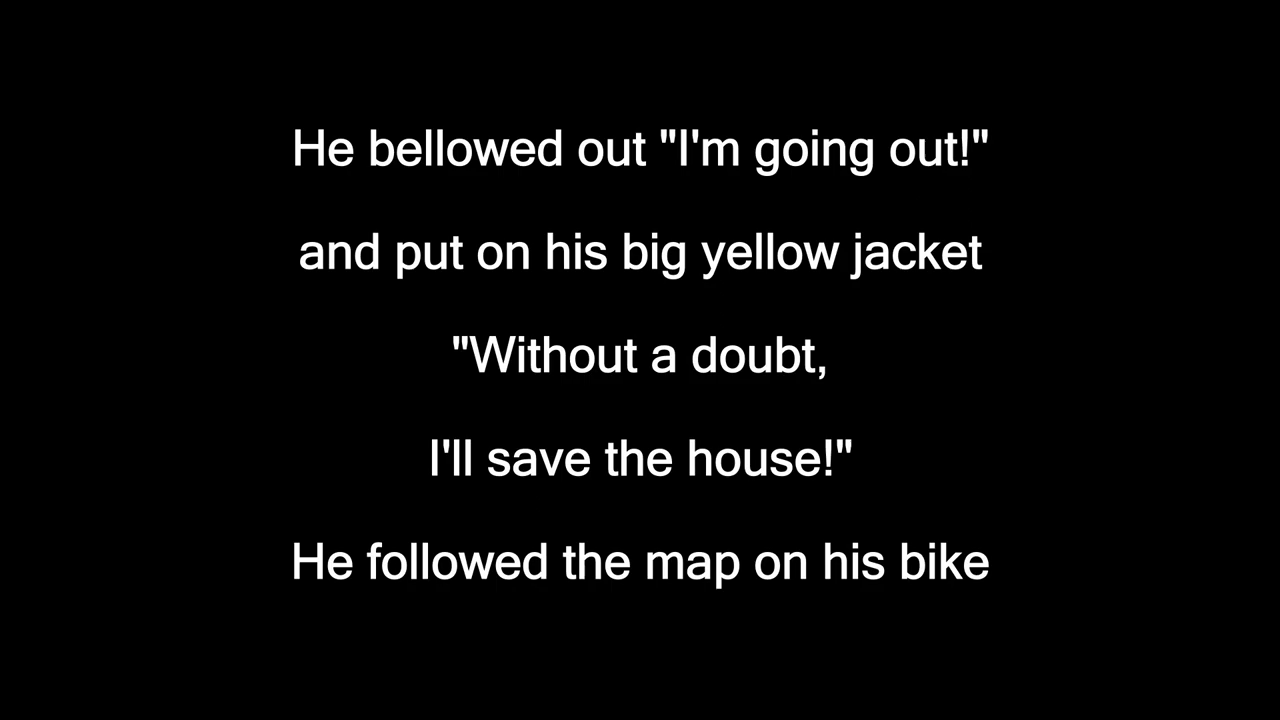 He bellowed out "I'm going out!"
and put on his big yellow jacket
"Without a doubt,
I'll save the house!"
He followed the map on his bike